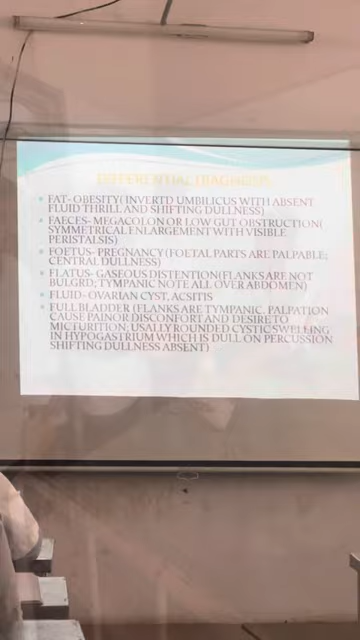 DIFFERENTIAL DIAGNOSIS
FAT- OBESITY( INVERTD UMBILICUS WITH ABSENT
FLUID THRILL AND SHIFTING DULLNESS)
FAECES- MEGACOLON OR LOW GUT OBSTRUCTION(
SYMMETRICAL ENLARGEMENT WITH VISIBLE
PERISTALSIS)
FOETUS- PREGNANCY (FOETAL PARTS ARE PALPABLE;
CENTRAL DULLNESS)
FLATUS- GASEOUS DISTENTION(FLANKS ARE NOT
BULGRD; TYMPANIC NOTE ALL OVER ABDOMEN)
FLUID- OVARIAN CYST, ACSITIS
FULL BLADDER (FLANKS ARE TYMPANIC, PALPATION
CAUSE PAINOR DISCONFORT AND DESIRE TO
MICTURITION; USALLY ROUNDED CYSTIC SWELLING
IN HYPOGASTRIUM WHICH IS DULL ON PERCUSSION
SHIFTING DULLNESS ABSENT)